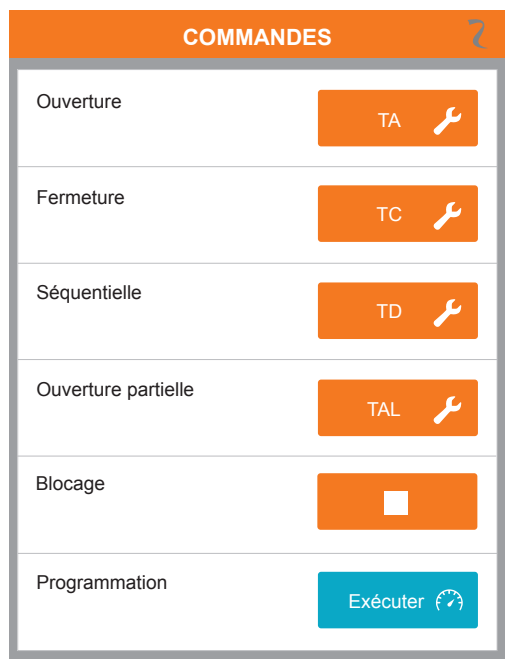 COMMANDES
Ouverture
TA
Fermeture
TC
Séquentielle
TD
Ouverture partielle
TAL
Blocage
Programmation
Exécuter